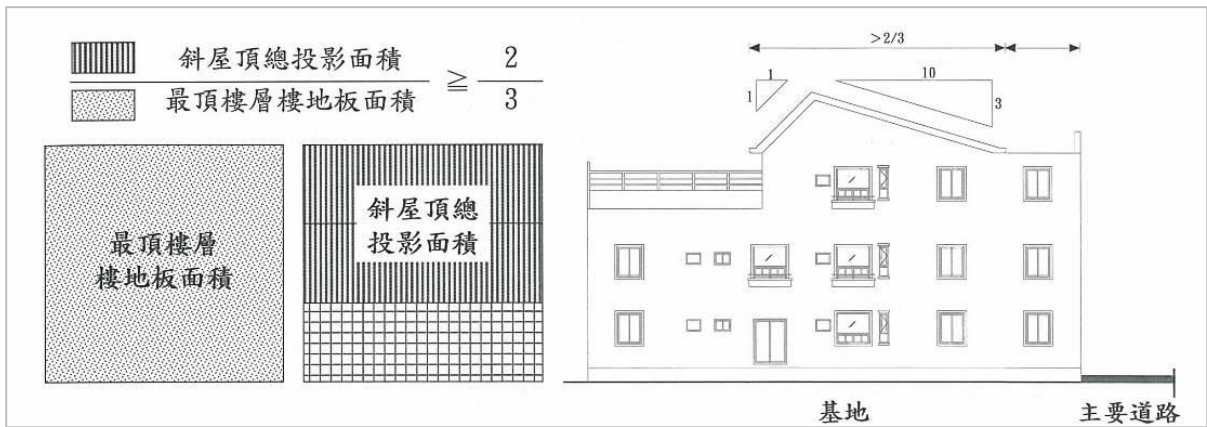 斜屋頂總投影面積
最頂樓層樓地板面積
≧
2
3
最頂樓層
樓地板面積
斜屋頂總
投影面積
>2/3
1
1
10
3
基地
主要道路